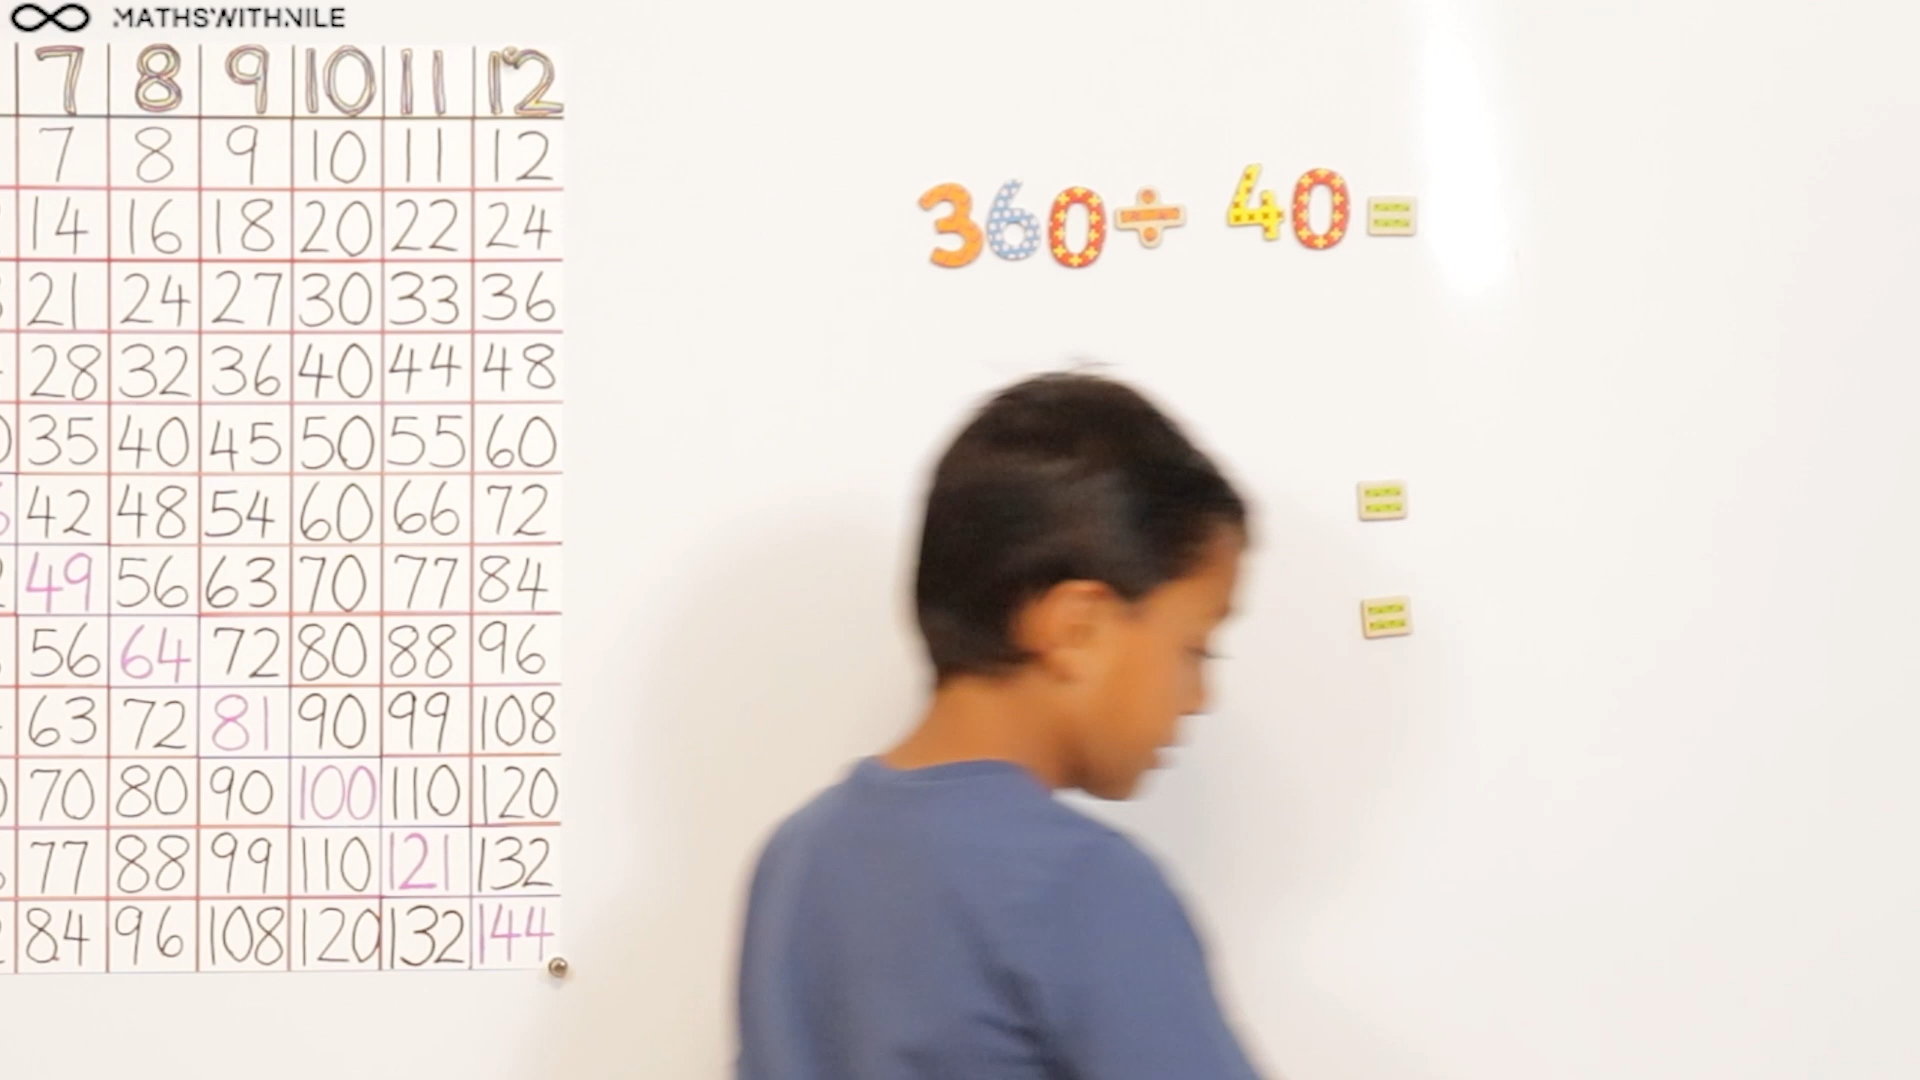 MATHSWITHNILE
7 8 9 10 11 12
7 8 9 10 11 12
14 16 18 20 22 24
21 24 27 30 33 36
28 32 36 40 44 48
35 40 45 50 55 60
42 48 54 60 66 72
49 56 63 70 77 84
56 64 72 80 88 96
63 72 81 90 99 108
70 80 90 100 110 120
77 88 99 110 121 132
84 96 108 120 132 144
360÷ 40=
=
=